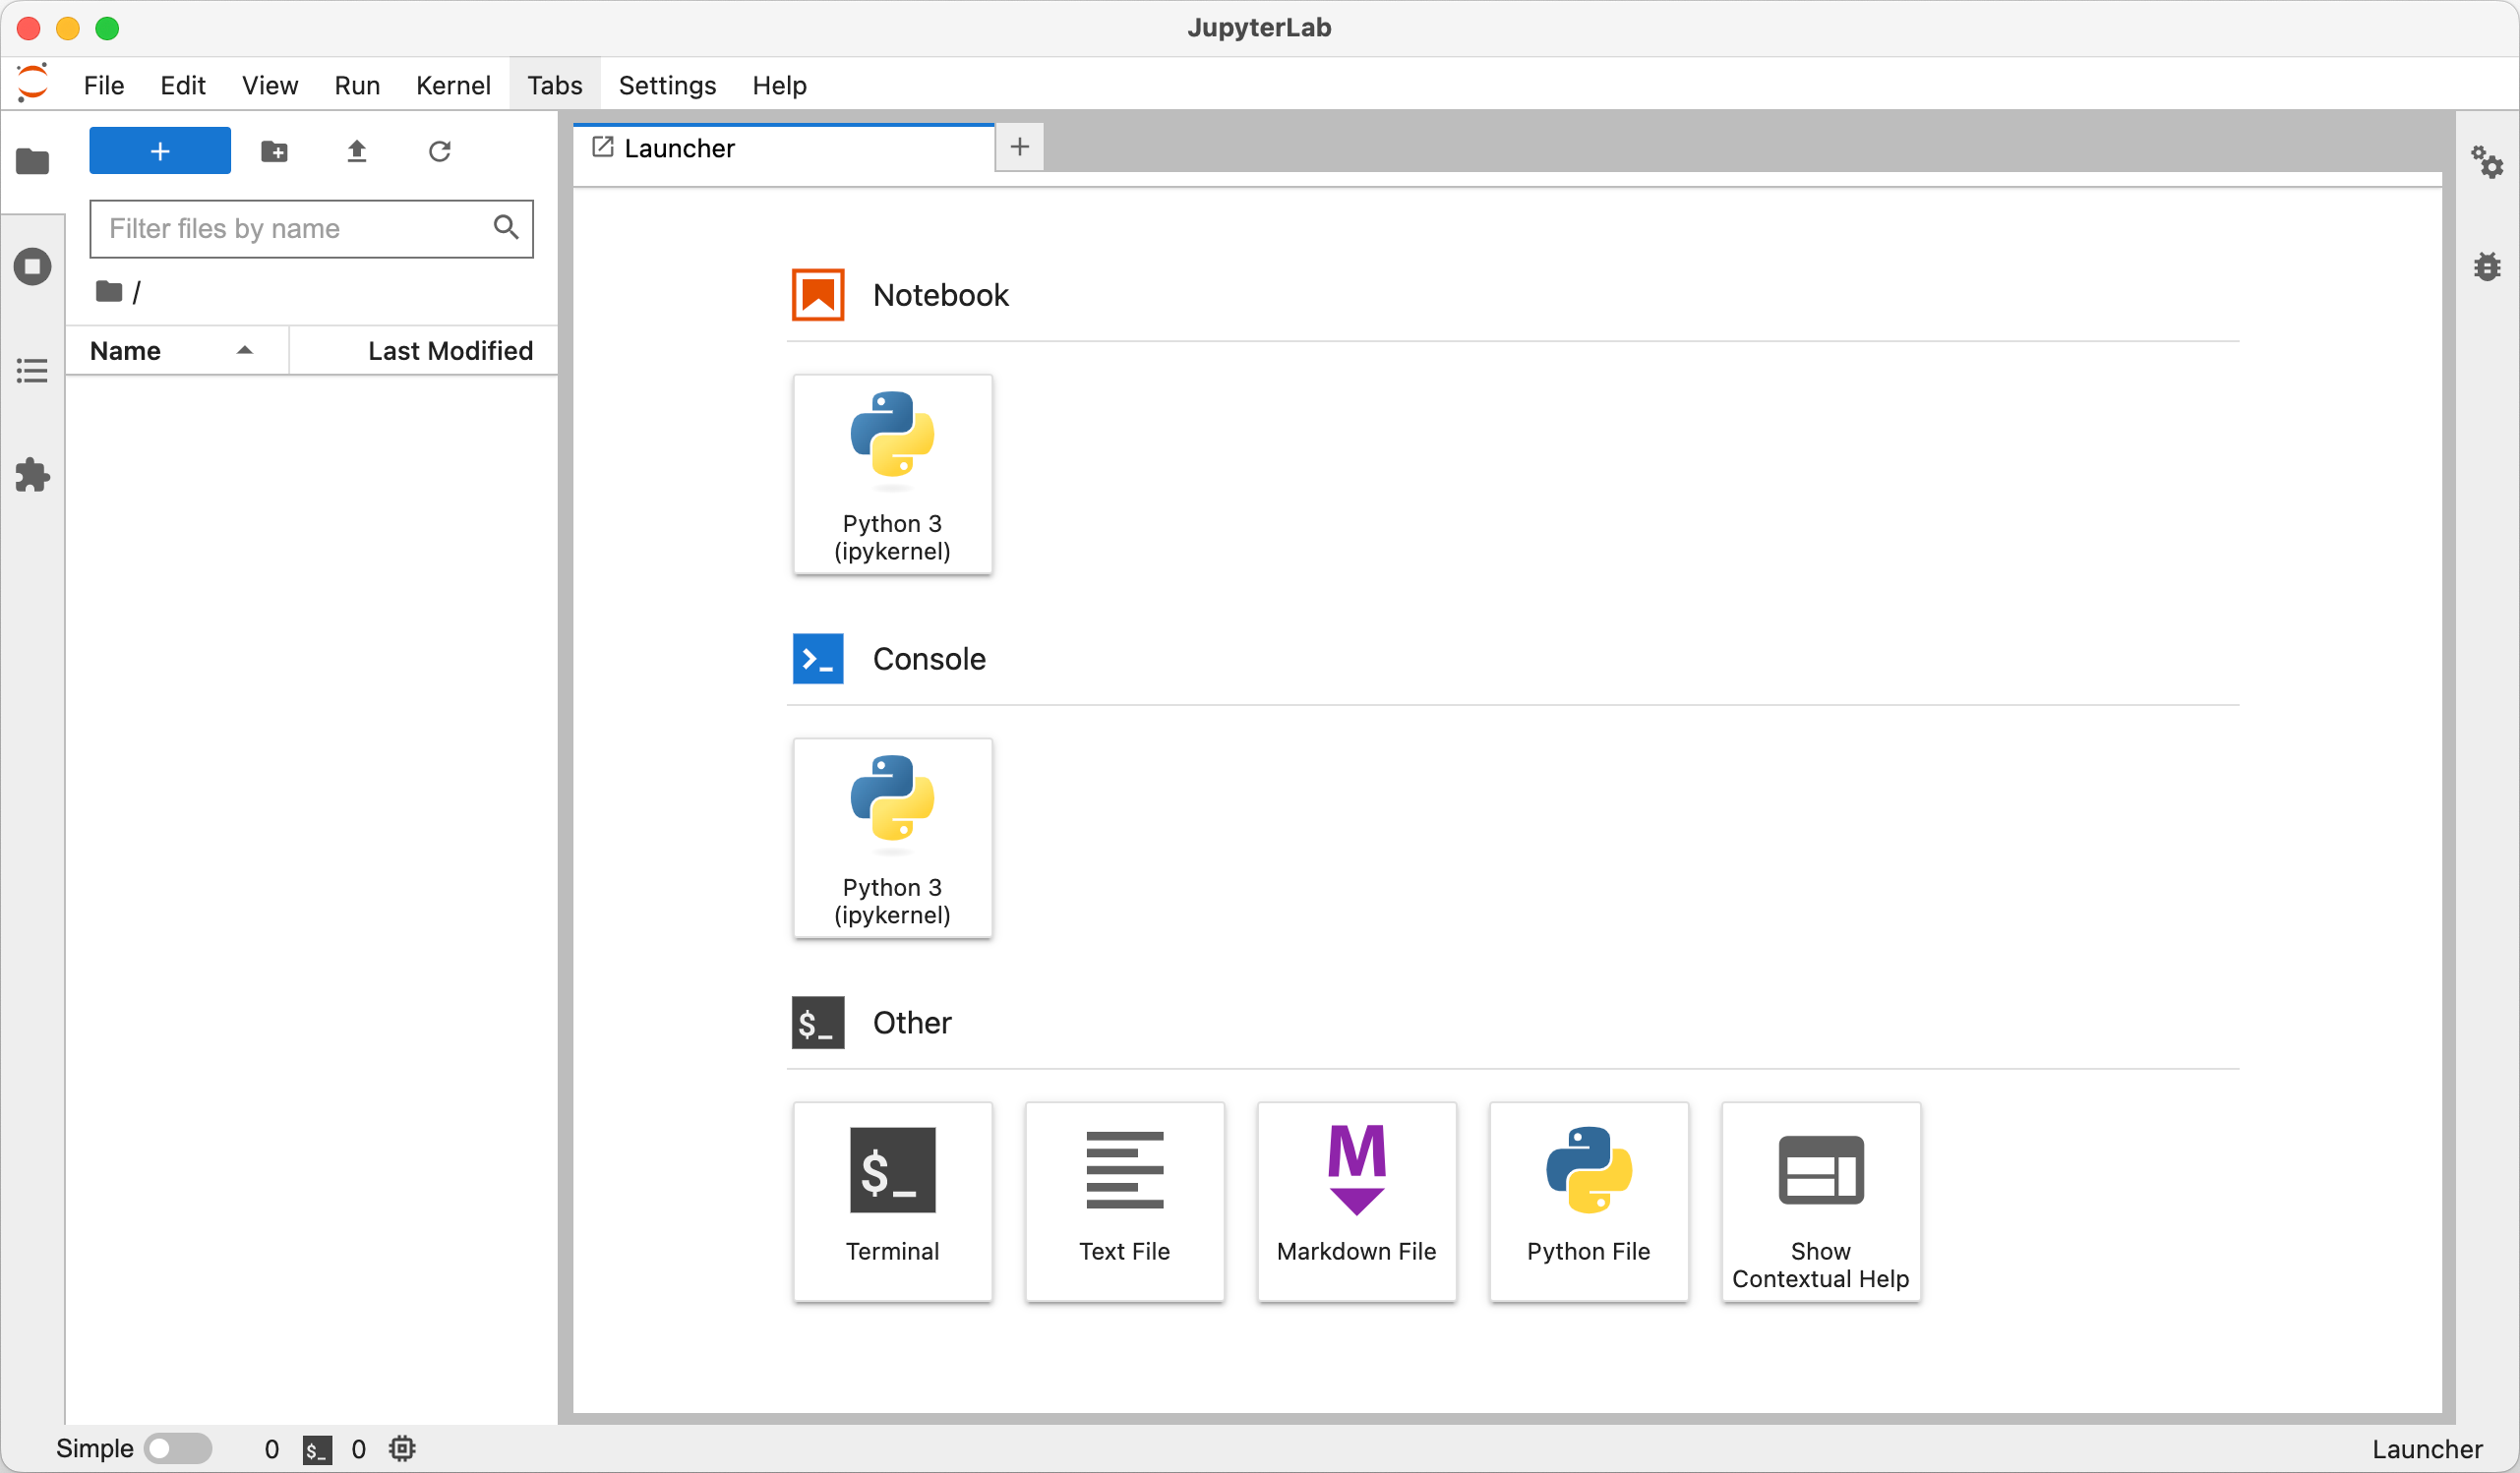 JupyterLab
File Edit View Run Kernel Tabs Settings Help
+
Launcher
+
Filter files by name
/
Name
Last Modified
Notebook
Python 3
(ipykernel)
Console
>_
Python 3
(ipykernel)
Other
$_
$_
Terminal
Text File
M
Markdown File
Python File
Show
Contextual Help
Simple
0 $_ 0
Launcher